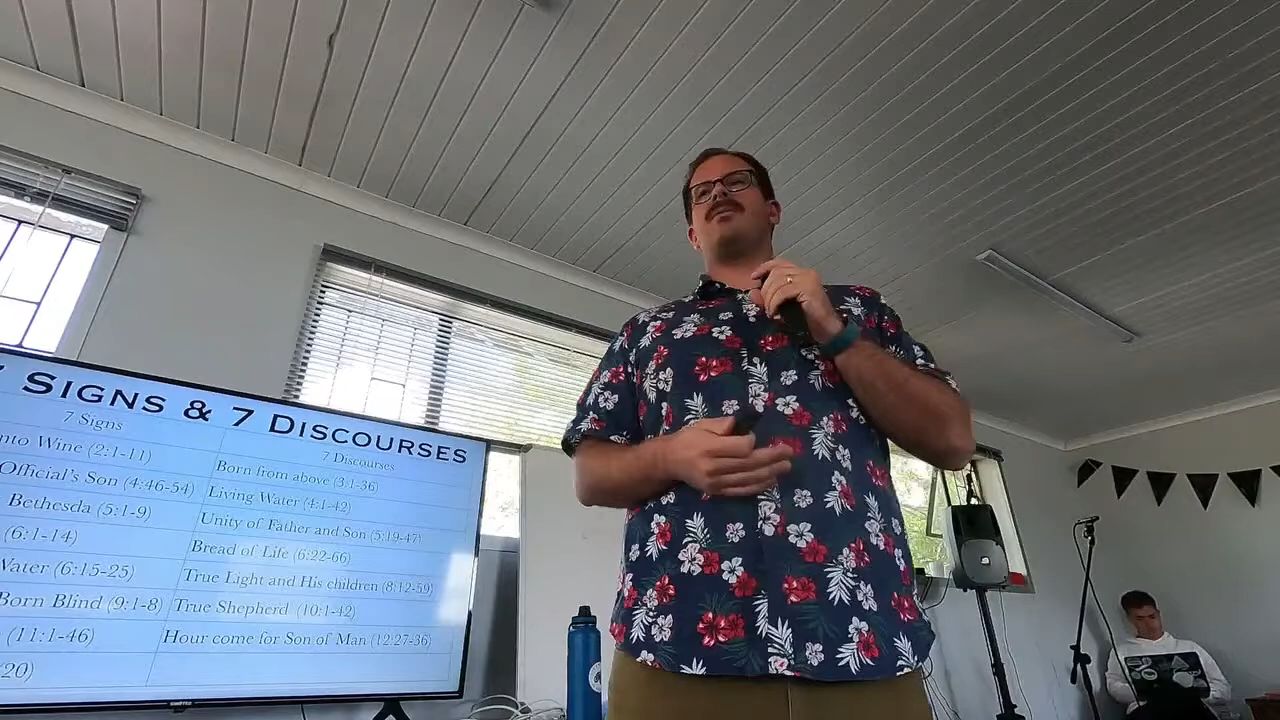 7 SIGNS & 7 DISCOURSES
7 Signs 7 Discourses
nto Wine (2:1-11) Born from above (3:1-36)
Official's Son (4:46-54) Living Water (4:1-42)
Bethesda (5:1-9) Unity of Father and Son (5:19-47)
(6:1-14) Bread of Life (6:22-66)
Water (6:15-25) True Light and His children (8:12-59)
Born Blind (9:1-8) True Shepherd (10:1-42)
(11:1-46) Hour come for Son of Man (12:27-36)
20)